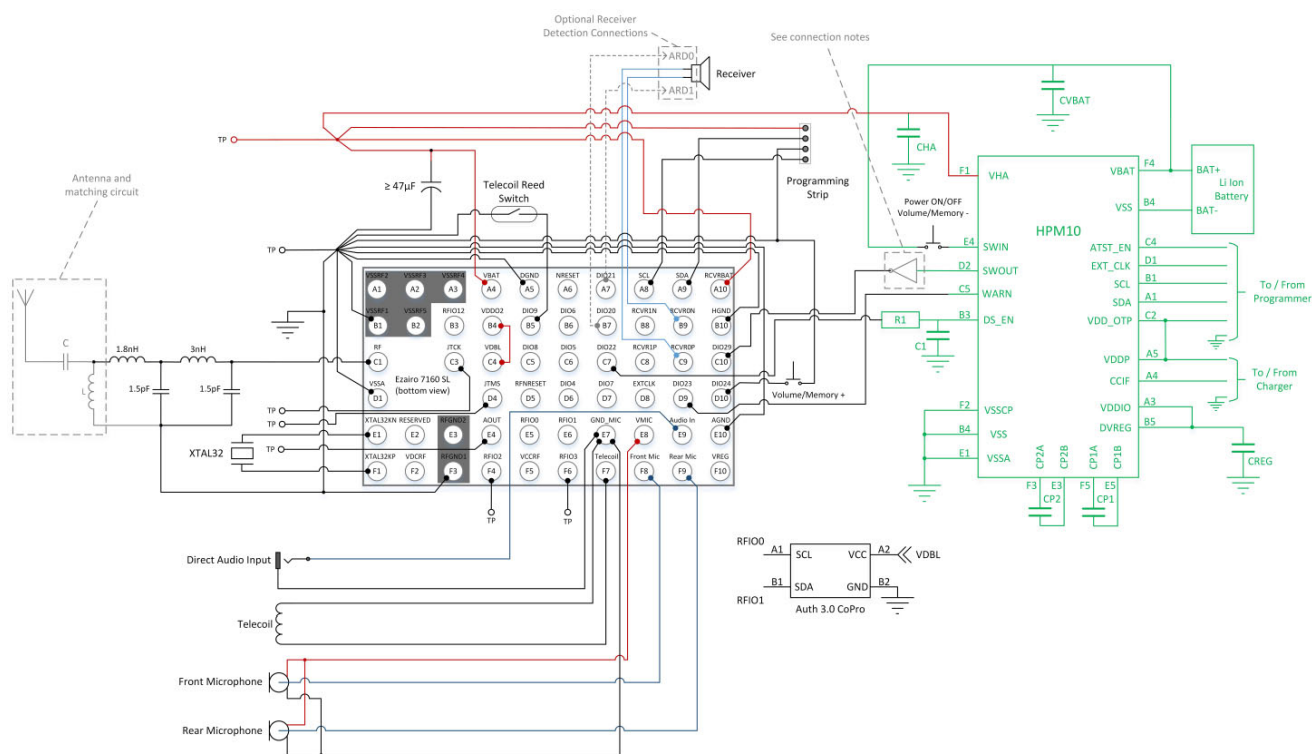 Optional Receiver
Detection Connections
ARD0
ARD1
Receiver
See connection notes
CVBAT
TP
CHA
Antenna and
matching circuit
≥ 47µF
Telecoil Reed
Switch
Programming
Strip
F1
VHA
VBAT
F4
BAT+
Li Ion
Battery
VSS
B4
BAT-
HPM10
Power ON/OFF
Volume/Memory -
E4
SWIN
ATST_EN
C4
D2
SWOUT
EXT_CLK
D1
C5
WARN
SCL
B1
SDA
A1
B3
DS_EN
VDD_OTP
C2
To / From
Programmer
VDDP
A5
CCIF
A4
To / From
Charger
F2
VSSCP
VDDIO
A3
B4
VSS
DVREG
B5
E1
VSSA
CREG
CP2A
CP2B
CP1A
CP1B
F3
E3
F5
E5
CP2
CP1
R1
C1
TP
VSSRF2 VSSRF3 VSSRF4 VBAT DGND NRESET DIO21 SCL SDA RCVRBAT
A1 A2 A3 A4 A5 A6 A7 A8 A9 A10
VSSRF1 VSSRF5 RFIO12 VDDO2 DIO9 DIO6 DIO20 RCVR1N RCVR0N HGND
B1 B2 B3 B4 B5 B6 B7 B8 B9 B10
RF JTCK VDBL DIO8 DIO5 DIO22 RCVR1P RCVR0P DIO29
C1 C3 C4 C5 C6 C7 C8 C9 C10
Ezairo 7160 SL
(bottom view)
VSSA JTMS RFNRESET DIO4 DIO7 EXTCLK DIO23 DIO24
D1 D4 D5 D6 D7 D8 D9 D10
XTAL32KN RESERVED RFGND2 AOUT RFIO0 RFIO1 GND_MIC VMIC Audio In AGND
E1 E2 E3 E4 E5 E6 E7 E8 E9 E10
XTAL32KP VDCRF RFGND1 RFIO2 VCCRF RFIO3 Telecoil Front Mic Rear Mic VREG
F1 F2 F3 F4 F5 F6 F7 F8 F9 F10
C
L
1.8nH
3nH
1.5pF
1.5pF
Volume/Memory +
TP
TP
TP
XTAL32
TP
TP
Direct Audio Input
Telecoil
Front Microphone
Rear Microphone
RFIO0
A1
SCL
VCC
A2
VDBL
B1
SDA
GND
B2
RFIO1
Auth 3.0 CoPro